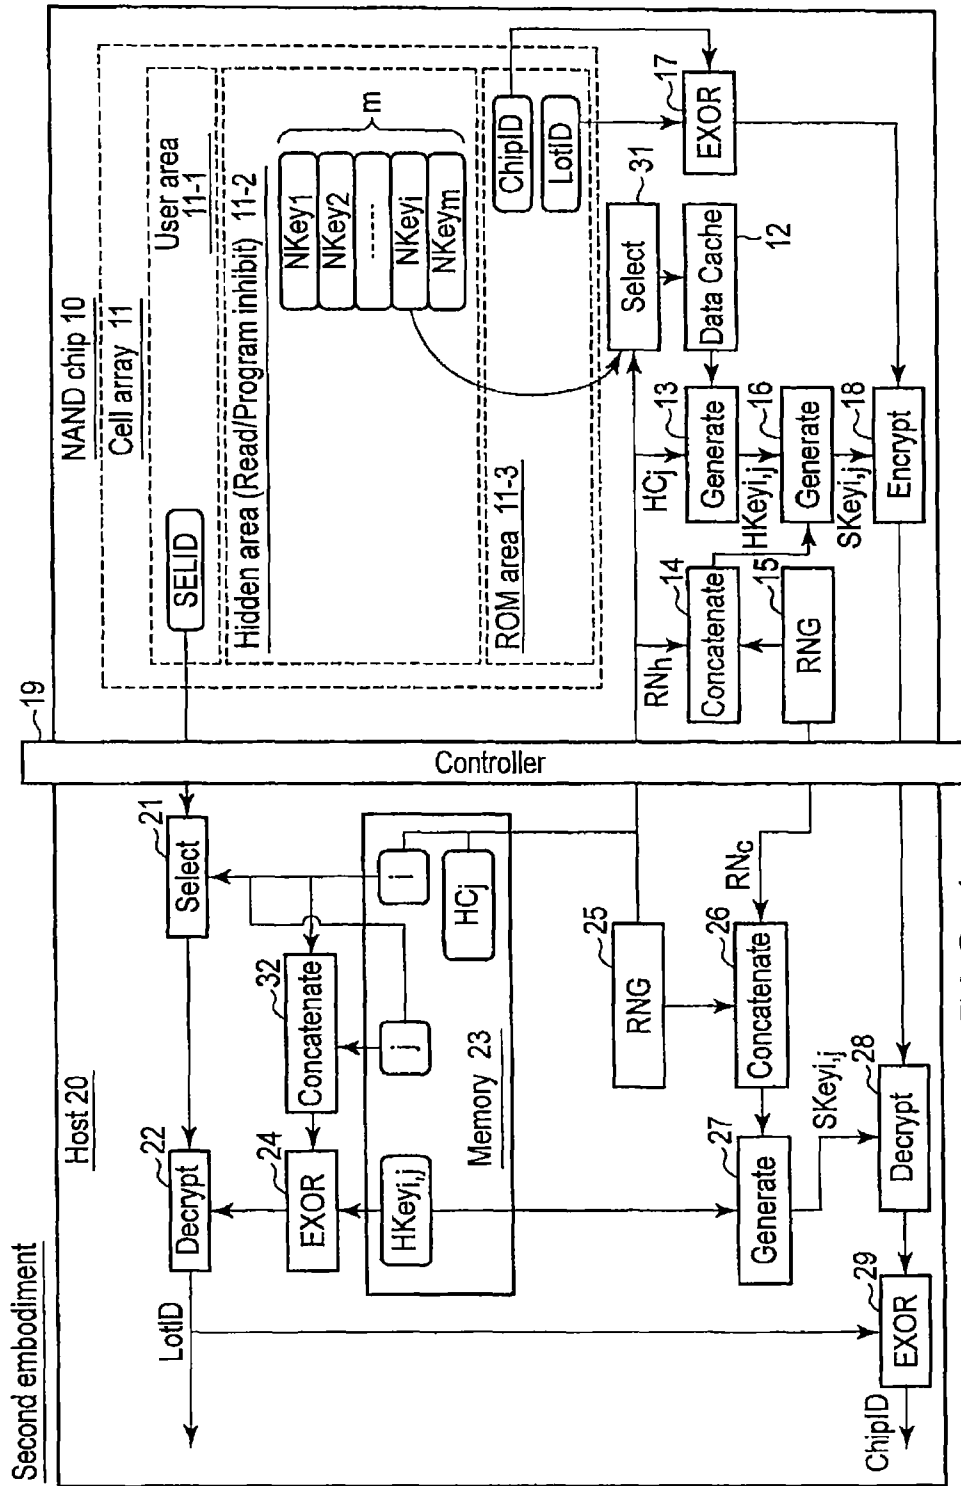 Second embodiment
Host 20
LotID
22
Decrypt
21
Select
24
EXOR
32
Concatenate
HKeyi,j
j
i
HCj
Memory 23
25
RNG
RNc
26
Concatenate
27
Generate
SKeyi,j
28
Decrypt
29
EXOR
ChipID
19
Controller
NAND chip 10
Cell array 11
SELID
User area
11-1
Hidden area (Read/Program inhibit) 11-2
NKey1
NKey2
NKeyi
NKeym
m
ROM area 11-3
ChipID
LotID
17
EXOR
31
Select
Data Cache
12
HCj
13
Generate
HKeyi,j
16
Generate
SKeyi,j
18
Encrypt
RNh
14
Concatenate
15
RNG